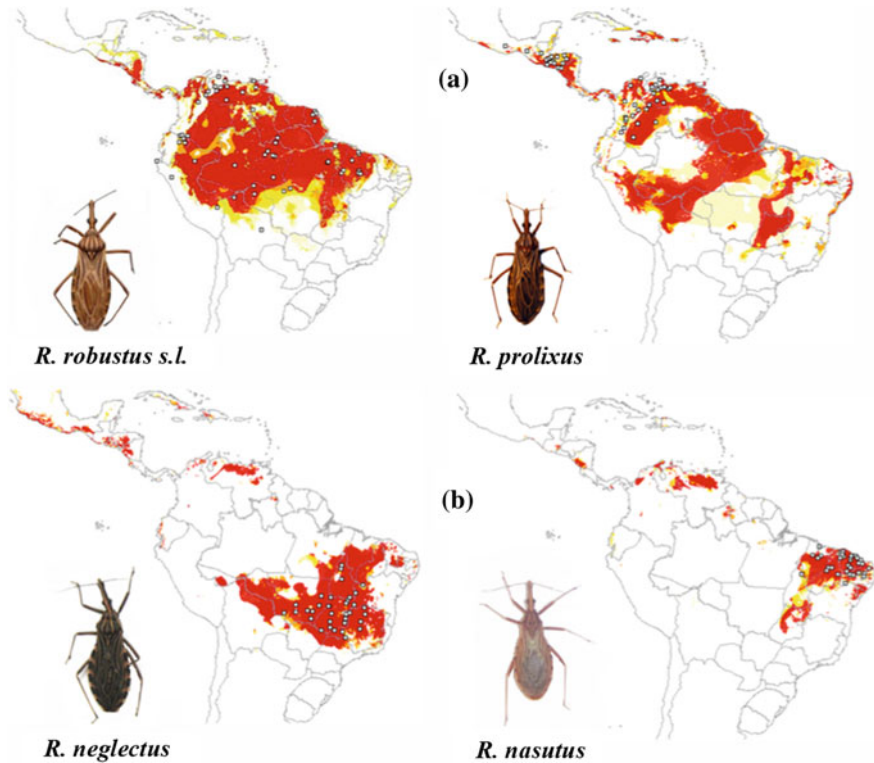 (a)
R. robustus s.l.
R. prolixus
(b)
R. neglectus
R. nasutus